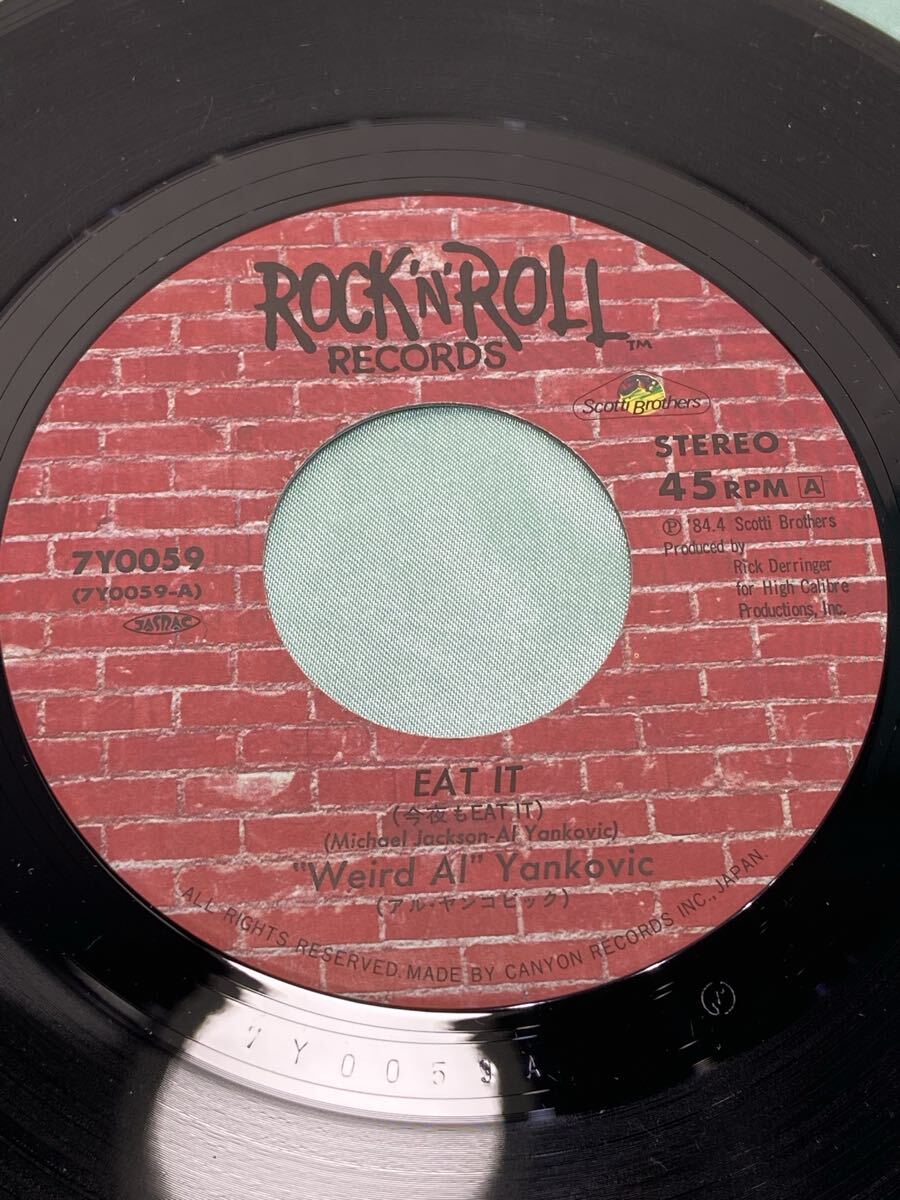 ROCK'N'ROLL™
RECORDS
Scotti Brothers
STEREO
45 RPM A
Ⓟ '84.4 Scotti Brothers
Produced by
Rick Derringer
for High Calibre
Productions, Inc.
7Y0059
(7Y0059-A)
JASRAC
EAT IT
(今夜もEAT IT)
(Michael Jackson-Al Yankovic)
"Weird Al" Yankovic
(アル・ヤンコビック)
ALL RIGHTS RESERVED. MADE BY CANYON RECORDS INC., JAPAN.
7Y0059A